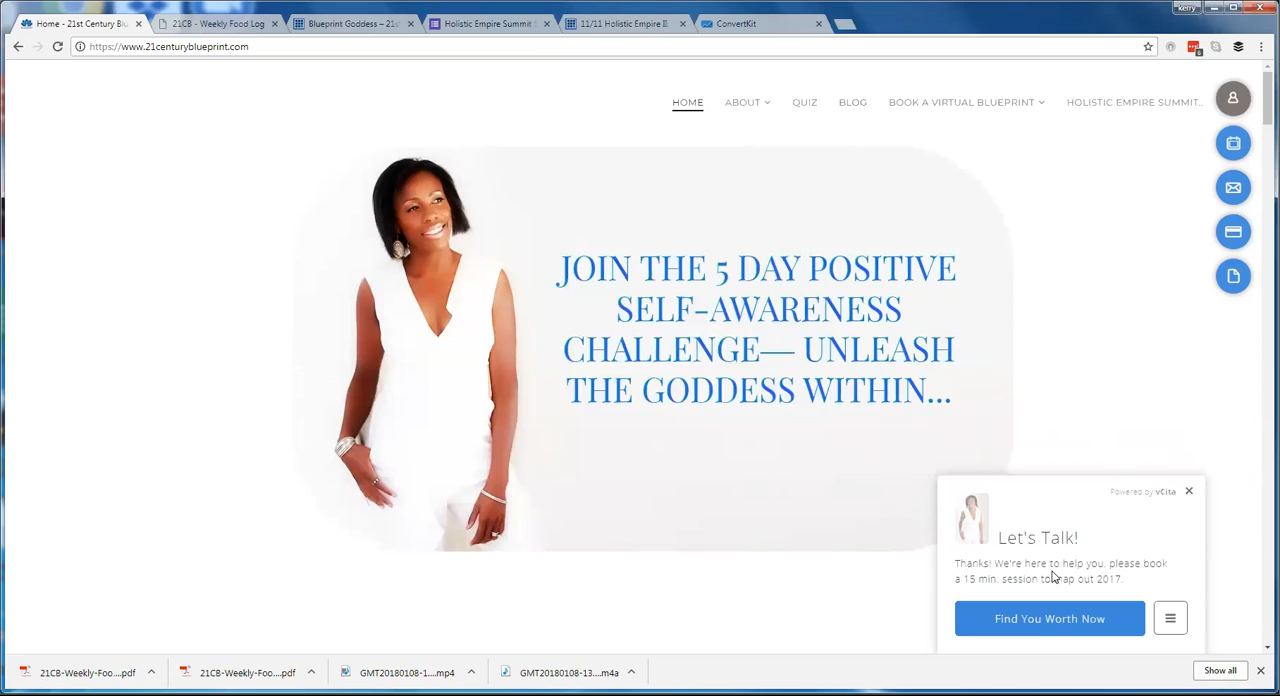 kerry
Home - 21st Century Blu
21CB - Weekly Food Log
Blueprint Goddess – 21s
Holistic Empire Summit S
11/11 Holistic Empire
ConvertKit
https://www.21centuryblueprint.com
HOME ABOUT QUIZ BLOG BOOK A VIRTUAL BLUEPRINT HOLISTIC EMPIRE SUMMIT..
JOIN THE 5 DAY POSITIVE
SELF-AWARENESS
CHALLENGE— UNLEASH
THE GODDESS WITHIN...
Powered by vCita
Let's Talk!
Thanks! We're here to help you, please book
a 15 min. session to map out 2017.
Find You Worth Now
21CB-Weekly-Foo....pdf
21CB-Weekly-Foo....pdf
GMT20180108-1....mp4
GMT20180108-13....m4a
Show all